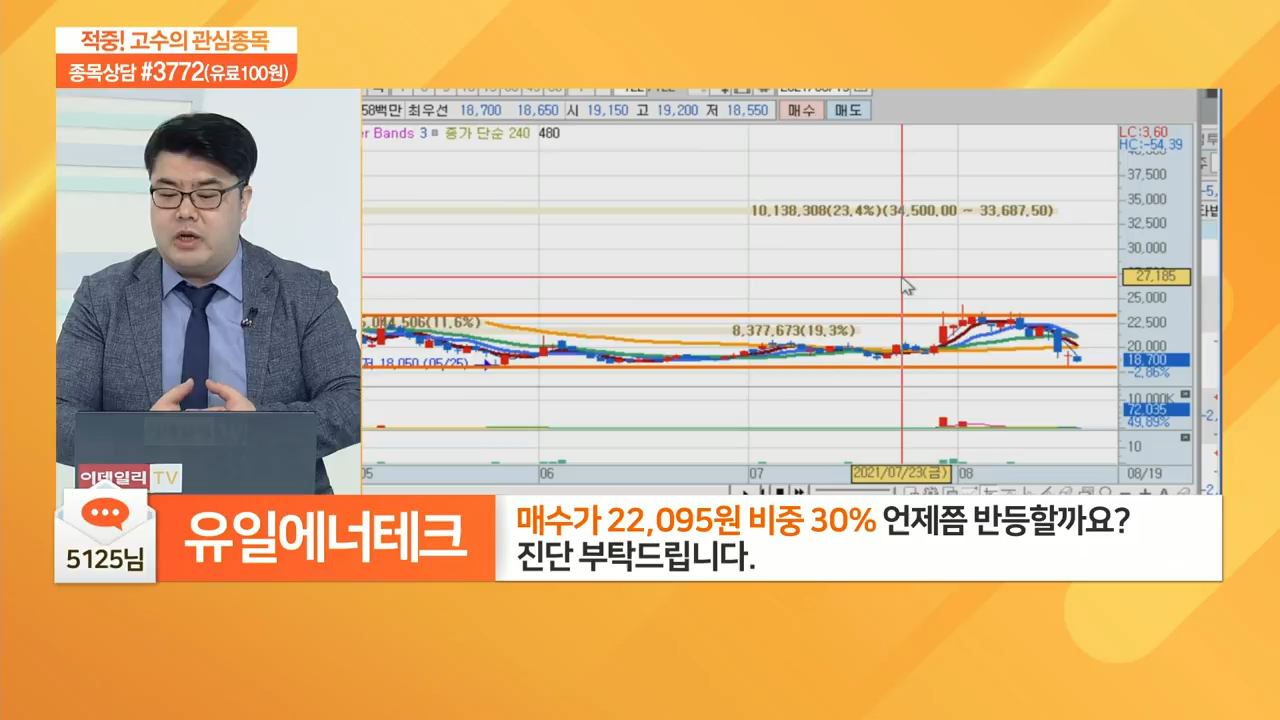 적중! 고수의 관심종목
종목상담 #3772(유료100원)
58백만 최우선 18,700 18,650 시 19,150 고 19,200 저 18,550 매수 매도
er Bands 3 종가 단순 240 480
LC:3,60
HC:-54,39
37,500
35,000
10,138,308(23,4%)(34,500,00 ~ 33,687,50)
32,500
30,000
27,185
25,000
22,500
(11,6%)
8,377,673(19,3%)
20,000
저 18,050 (05/25)
18,700
-2,86%
10,000K
72,035
49,89%
10
05 06 07 2021/07/23(금) 08 08/19
이데일리 TV
5125님
유일에너테크
매수가 22,095원 비중 30% 언제쯤 반등할까요?
진단 부탁드립니다.